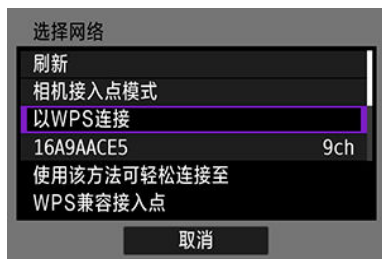 选择网络
刷新
相机接入点模式
以WPS连接
16A9AACE5 9ch
使用该方法可轻松连接至
WPS兼容接入点
取消